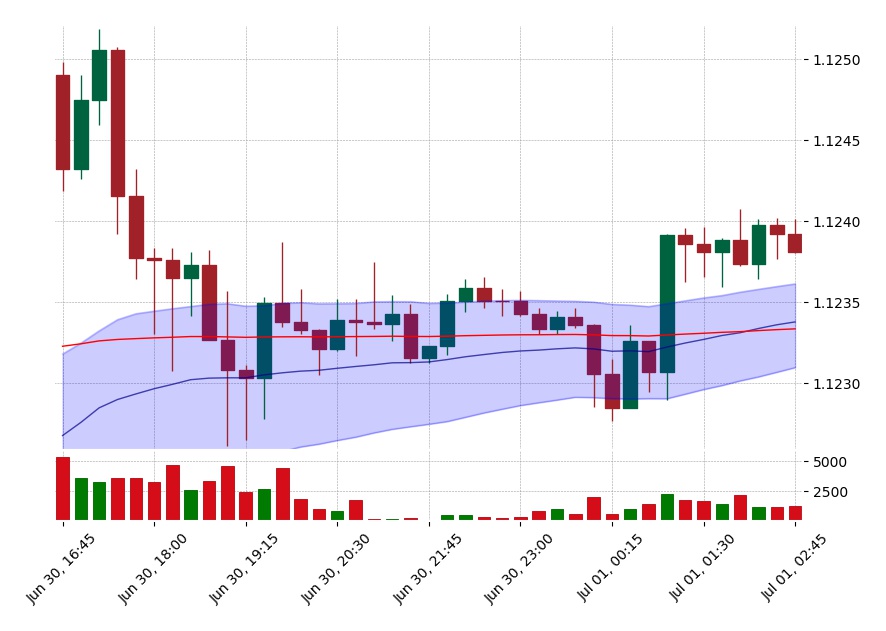 1.1250
1.1245
1.1240
1.1235
1.1230
5000
2500
Jun 30, 16:45
Jun 30, 18:00
Jun 30, 19:15
Jun 30, 20:30
Jun 30, 21:45
Jun 30, 23:00
Jul 01, 00:15
Jul 01, 01:30
Jul 01, 02:45